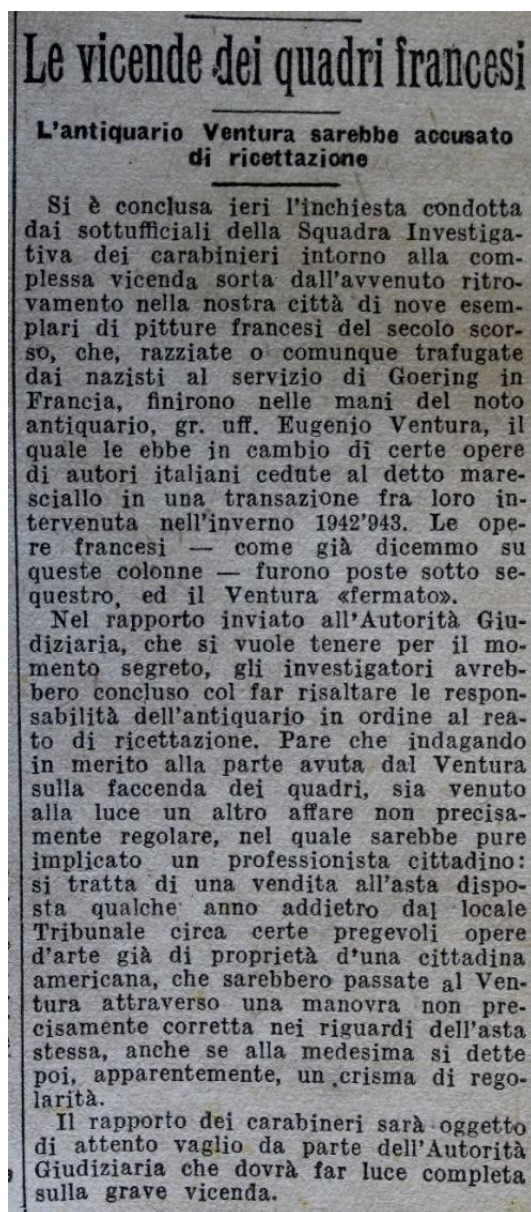 Le vicende dei quadri francesi
L'antiquario Ventura sarebbe accusato
di ricettazione
Si è conclusa ieri l'inchiesta condotta
dai sottufficiali della Squadra Investiga-
tiva dei carabinieri intorno alla com-
plessa vicenda sorta dall'avvenuto ritro-
vamento nella nostra città di nove esem-
plari di pitture francesi del secolo scor-
so, che, razziate o comunque trafugate
dai nazisti al servizio di Goering in
Francia, finirono nelle mani del noto
antiquario, gr. uff. Eugenio Ventura, il
quale le ebbe in cambio di certe opere
di autori italiani cedute al detto mare-
sciallo in una transazione fra loro in-
tervenuta nell'inverno 1942'943. Le ope-
re francesi — come già dicemmo su
queste colonne — furono poste sotto se-
questro, ed il Ventura «fermato».
Nel rapporto inviato all'Autorità Giu-
diziaria, che si vuole tenere per il mo-
mento segreto, gli investigatori avreb-
bero concluso col far risaltare le respon-
sabilità dell'antiquario in ordine al rea-
to di ricettazione. Pare che indagando
in merito alla parte avuta dal Ventura
sulla faccenda dei quadri, sia venuto
alla luce un altro affare non precisa-
mente regolare, nel quale sarebbe pure
implicato un professionista cittadino:
si tratta di una vendita all'asta dispo-
sta qualche anno addietro dal locale
Tribunale circa certe pregevoli opere
d'arte già di proprietà d'una cittadina
americana, che sarebbero passate al Ven-
tura attraverso una manovra non pre-
cisamente corretta nei riguardi dell'asta
stessa, anche se alla medesima si dette
poi, apparentemente, un crisma di rego-
larità.
Il rapporto dei carabineri sarà oggetto
di attento vaglio da parte dell'Autorità
Giudiziaria che dovrà far luce completa
sulla grave vicenda.